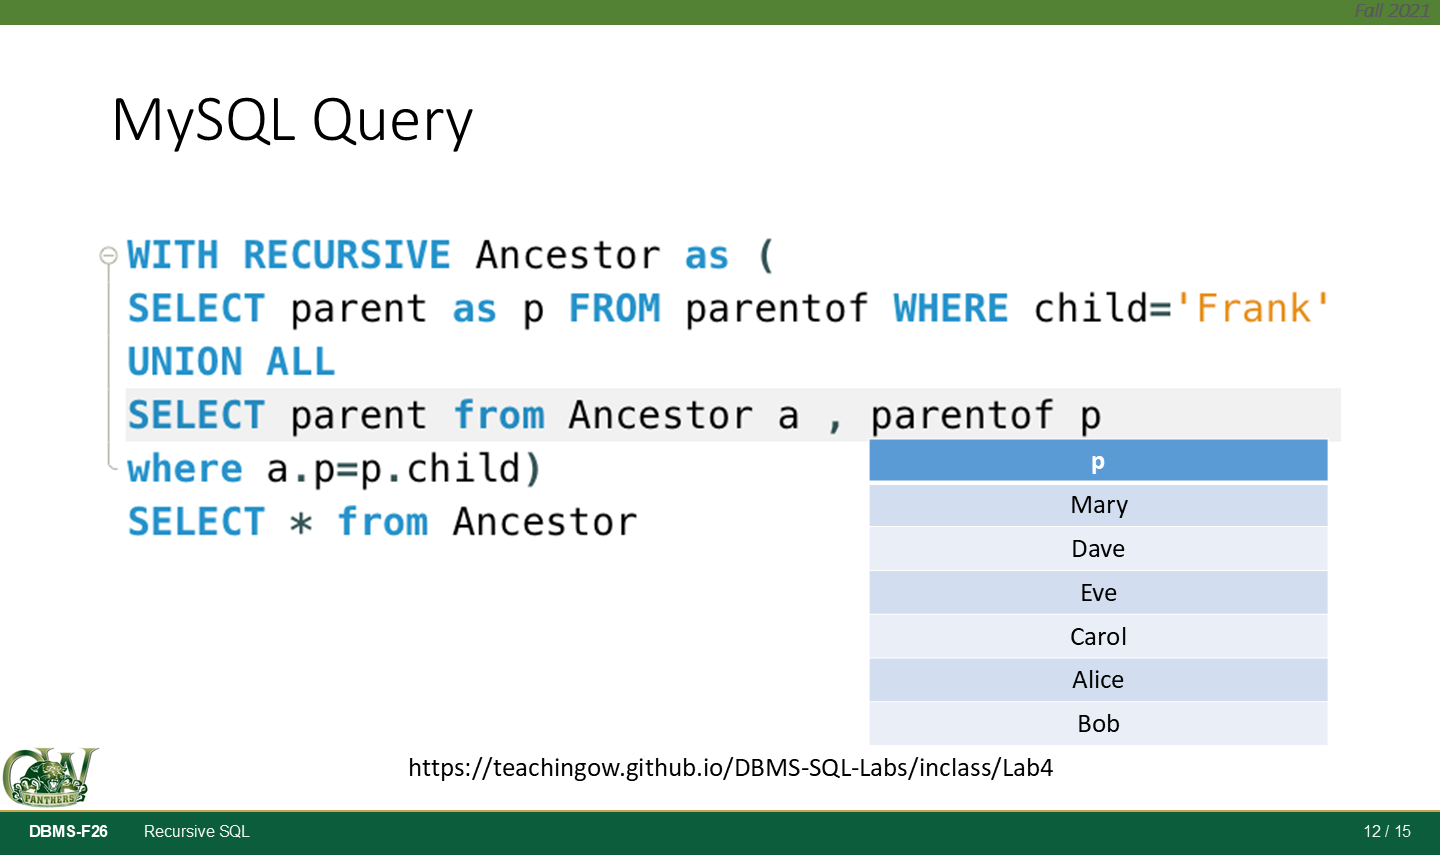 Fall 2021
MySQL Query
WITH RECURSIVE Ancestor as (
SELECT parent as p FROM parentof WHERE child='Frank'
UNION ALL
SELECT parent from Ancestor a , parentof p
where a.p=p.child)
SELECT * from Ancestor
p
Mary
Dave
Eve
Carol
Alice
Bob
https://teachingow.github.io/DBMS-SQL-Labs/inclass/Lab4
OW
PANTHERS
DBMS-F26 Recursive SQL 12 / 15